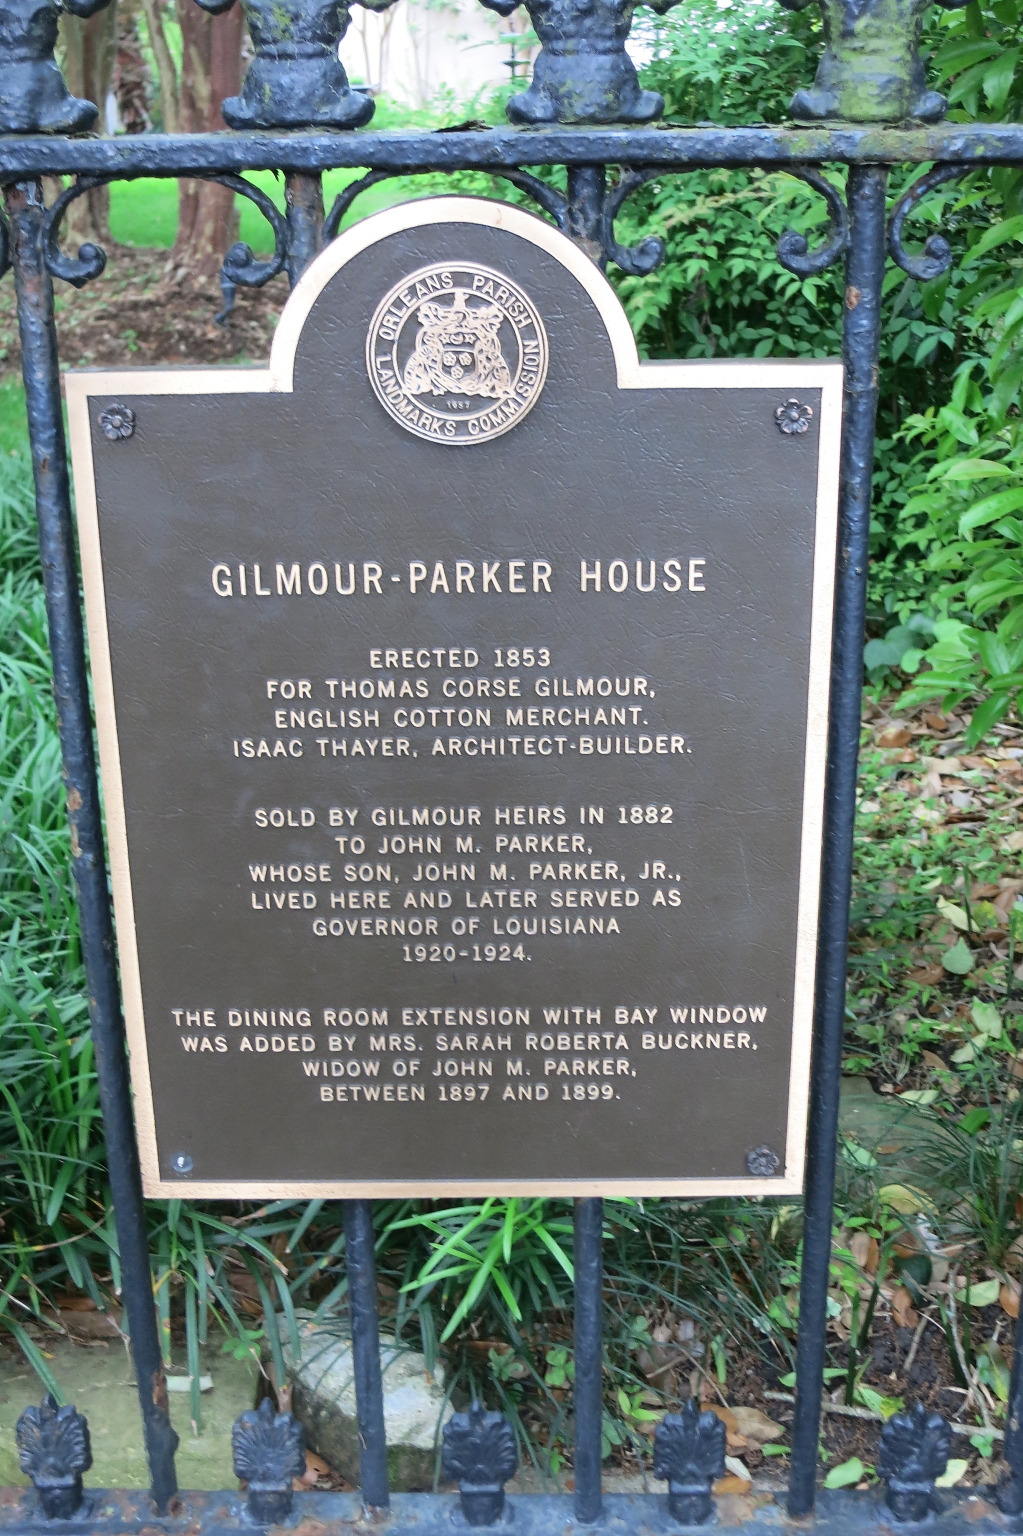 ORLEANS PARISH
LANDMARKS COMMISSION
1957
GILMOUR-PARKER HOUSE
ERECTED 1853
FOR THOMAS CORSE GILMOUR,
ENGLISH COTTON MERCHANT.
ISAAC THAYER, ARCHITECT-BUILDER.
SOLD BY GILMOUR HEIRS IN 1882
TO JOHN M. PARKER,
WHOSE SON, JOHN M. PARKER, JR.,
LIVED HERE AND LATER SERVED AS
GOVERNOR OF LOUISIANA
1920-1924.
THE DINING ROOM EXTENSION WITH BAY WINDOW
WAS ADDED BY MRS. SARAH ROBERTA BUCKNER,
WIDOW OF JOHN M. PARKER,
BETWEEN 1897 AND 1899.